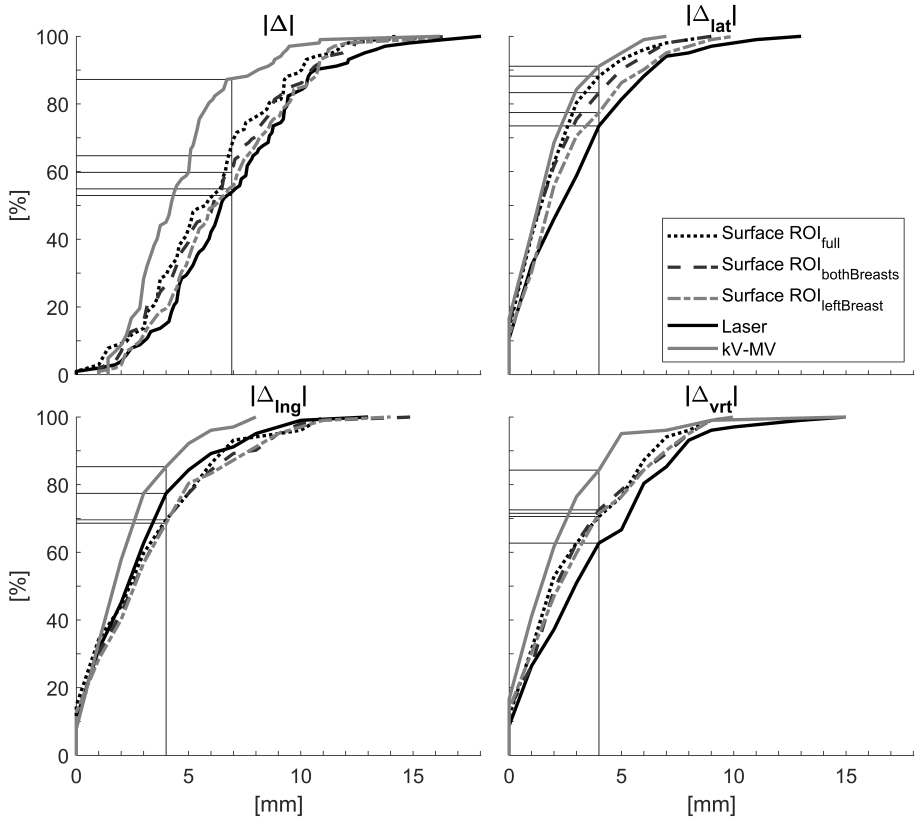 |Δ|
|Δlat|
100
80
60
40
20
0
[%]
Surface ROIfull
Surface ROIbothBreasts
Surface ROIleftBreast
Laser
kV-MV
|Δlng|
|Δvrt|
100
80
60
40
20
0
[%]
0 5 10 15
[mm]
0 5 10 15
[mm]